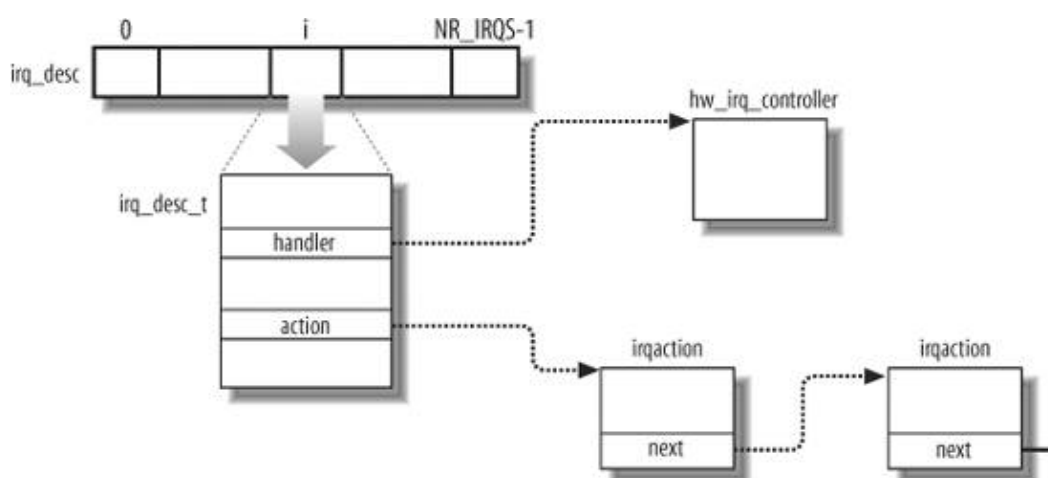 0 i NR_IRQS-1
irq_desc
hw_irq_controller
irq_desc_t
handler
action
irqaction irqaction
next next